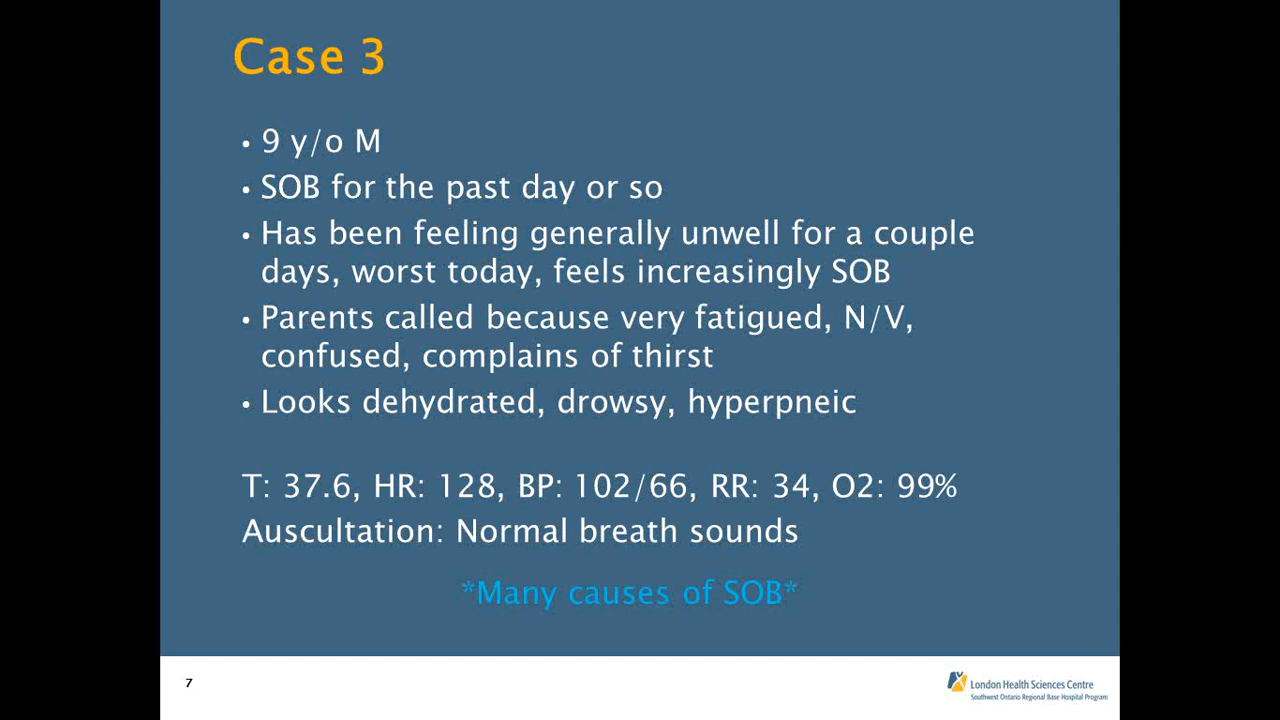 Case 3
• 9 y/o M
• SOB for the past day or so
• Has been feeling generally unwell for a couple
days, worst today, feels increasingly SOB
• Parents called because very fatigued, N/V,
confused, complains of thirst
• Looks dehydrated, drowsy, hyperpneic
T: 37.6, HR: 128, BP: 102/66, RR: 34, O2: 99%
Auscultation: Normal breath sounds
*Many causes of SOB*
7
London Health Sciences Centre
Southwest Ontario Regional Base Hospital Program